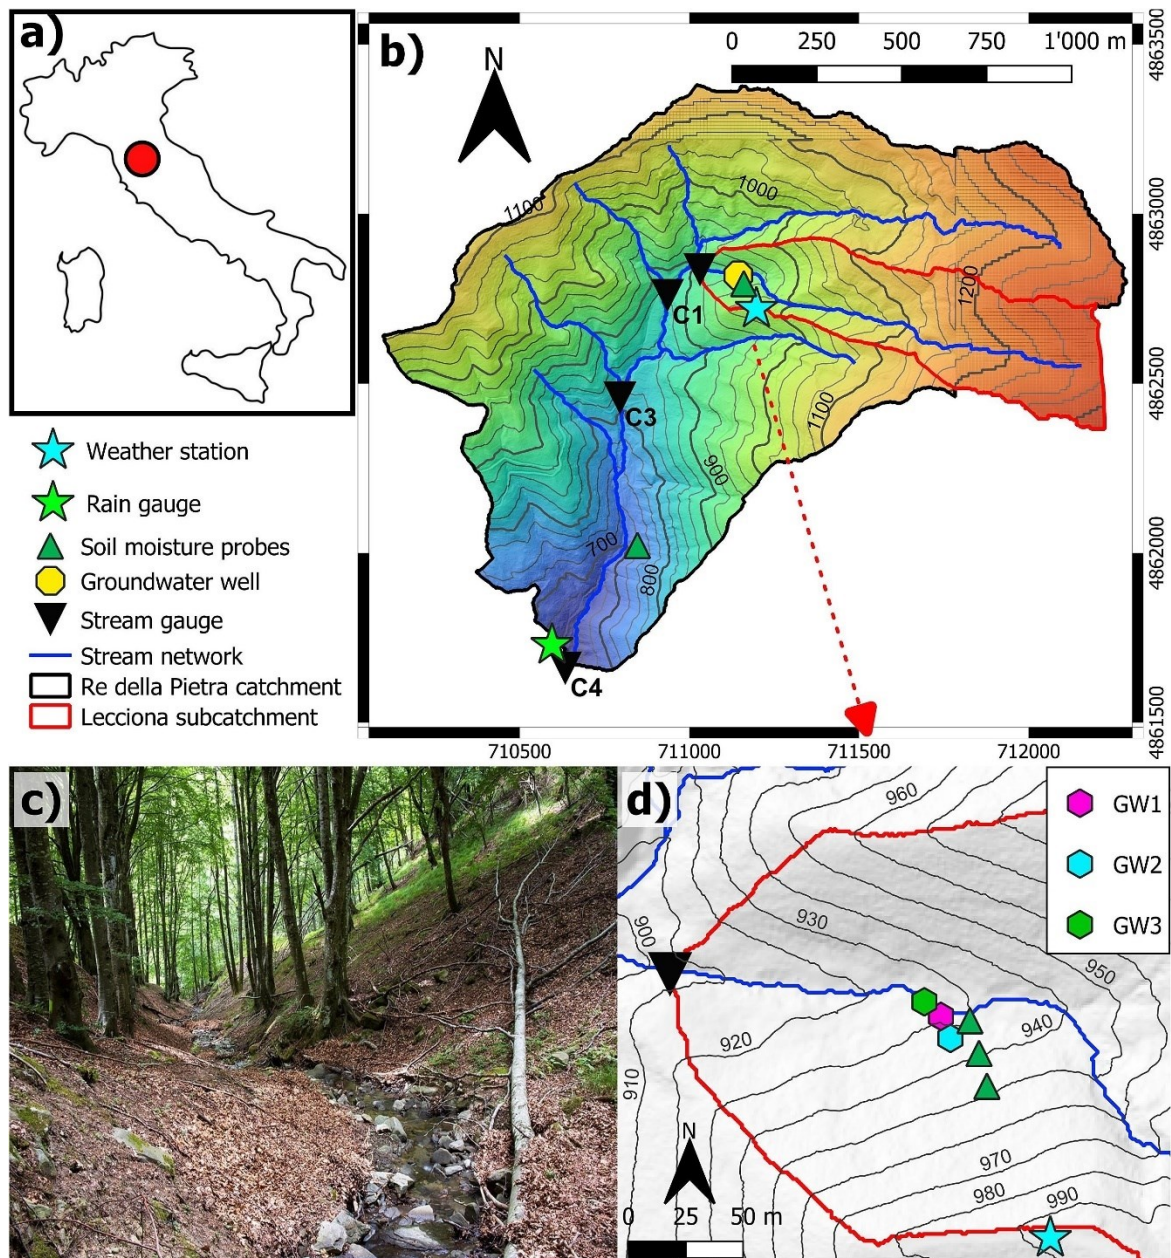 a)
b)
N
0 250 500 750 1'000 m
4863500
4863000
4862500
4862000
4861500
1100
1000
1200
C1
C3
1100
900
700
800
C4
710500 711000 711500 712000
Weather station
Rain gauge
Soil moisture probes
Groundwater well
Stream gauge
Stream network
Re della Pietra catchment
Lecciona subcatchment
c)
d)
GW1
GW2
GW3
960
930
900
950
920
940
910
970
980
990
N
0 25 50 m